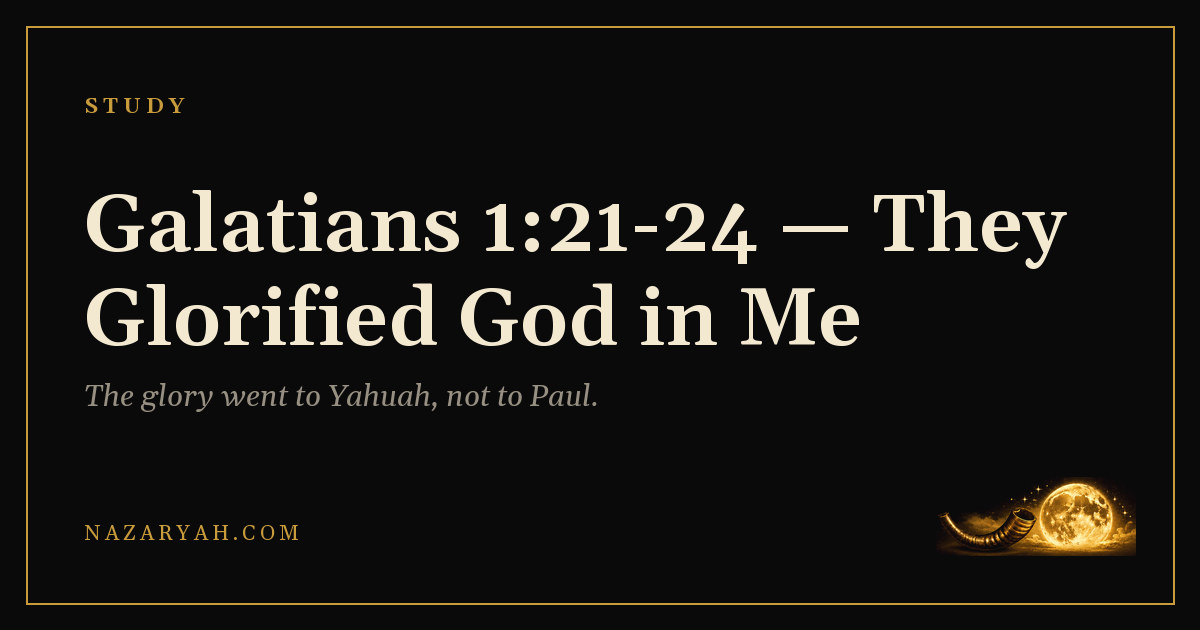 STUDY
Galatians 1:21-24 — They
Glorified God in Me
The glory went to Yahuah, not to Paul.
NAZARYAH.COM